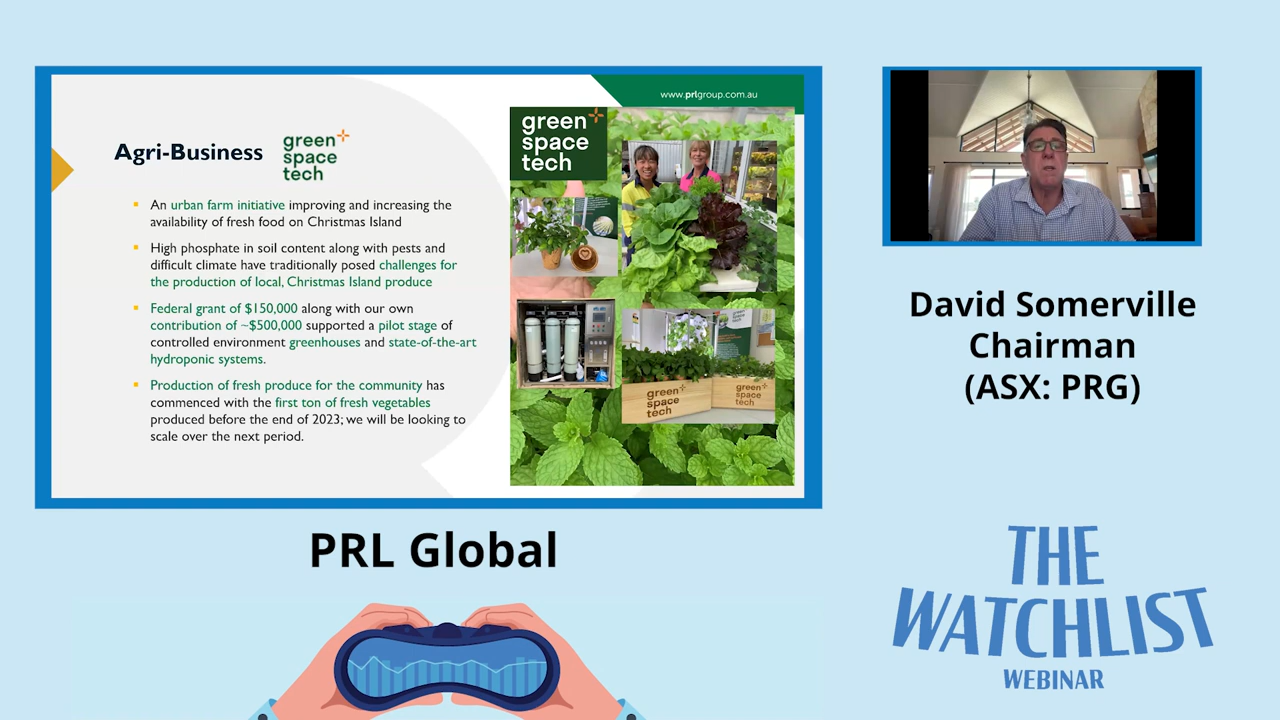 www.prlgroup.com.au
Agri-Business
green
space
tech
An urban farm initiative improving and increasing the
availability of fresh food on Christmas Island
High phosphate in soil content along with pests and
difficult climate have traditionally posed challenges for
the production of local, Christmas Island produce
Federal grant of $150,000 along with our own
contribution of ~$500,000 supported a pilot stage of
controlled environment greenhouses and state-of-the-art
hydroponic systems.
Production of fresh produce for the community has
commenced with the first ton of fresh vegetables
produced before the end of 2023; we will be looking to
scale over the next period.
green
space
tech
green
space
tech
green
space
tech
David Somerville
Chairman
(ASX: PRG)
PRL Global
THE
WATCHLIST
WEBINAR